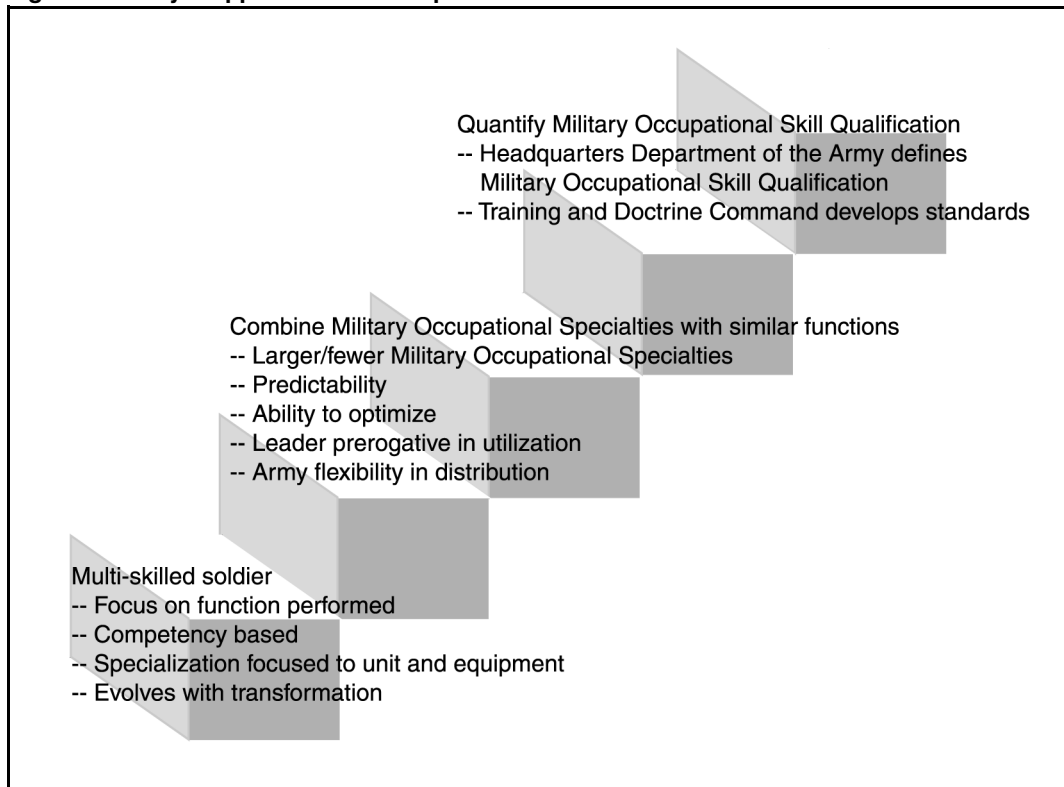 Quantify Military Occupational Skill Qualification
-- Headquarters Department of the Army defines
Military Occupational Skill Qualification
-- Training and Doctrine Command develops standards
Combine Military Occupational Specialties with similar functions
-- Larger/fewer Military Occupational Specialties
-- Predictability
-- Ability to optimize
-- Leader prerogative in utilization
-- Army flexibility in distribution
Multi-skilled soldier
-- Focus on function performed
-- Competency based
-- Specialization focused to unit and equipment
-- Evolves with transformation